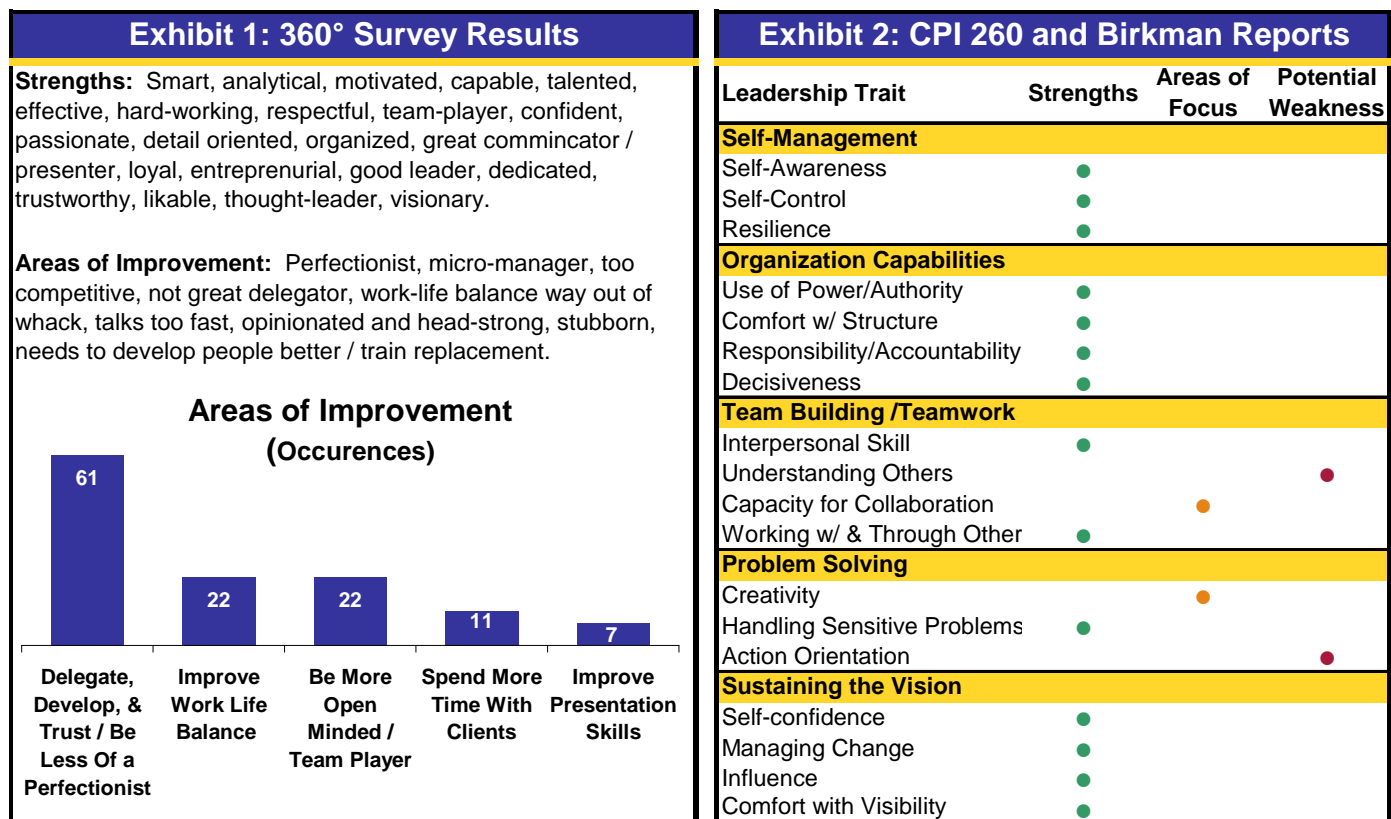 Exhibit 1: 360° Survey Results
Strengths: Smart, analytical, motivated, capable, talented,
effective, hard-working, respectful, team-player, confident,
passionate, detail oriented, organized, great commincator /
presenter, loyal, entreprenurial, good leader, dedicated,
trustworthy, likable, thought-leader, visionary.
Areas of Improvement: Perfectionist, micro-manager, too
competitive, not great delegator, work-life balance way out of
whack, talks too fast, opinionated and head-strong, stubborn,
needs to develop people better / train replacement.
Areas of Improvement
(Occurences)
61
22
22
11
7
Delegate,
Develop, &
Trust / Be
Less Of a
Perfectionist
Improve
Work Life
Balance
Be More
Open
Minded /
Team Player
Spend More
Time With
Clients
Improve
Presentation
Skills
Exhibit 2: CPI 260 and Birkman Reports
Leadership Trait
Strengths
Areas of
Focus
Potential
Weakness
Self-Management
Self-Awareness
Self-Control
Resilience
Organization Capabilities
Use of Power/Authority
Comfort w/ Structure
Responsibility/Accountability
Decisiveness
Team Building /Teamwork
Interpersonal Skill
Understanding Others
Capacity for Collaboration
Working w/ & Through Other
Problem Solving
Creativity
Handling Sensitive Problems
Action Orientation
Sustaining the Vision
Self-confidence
Managing Change
Influence
Comfort with Visibility